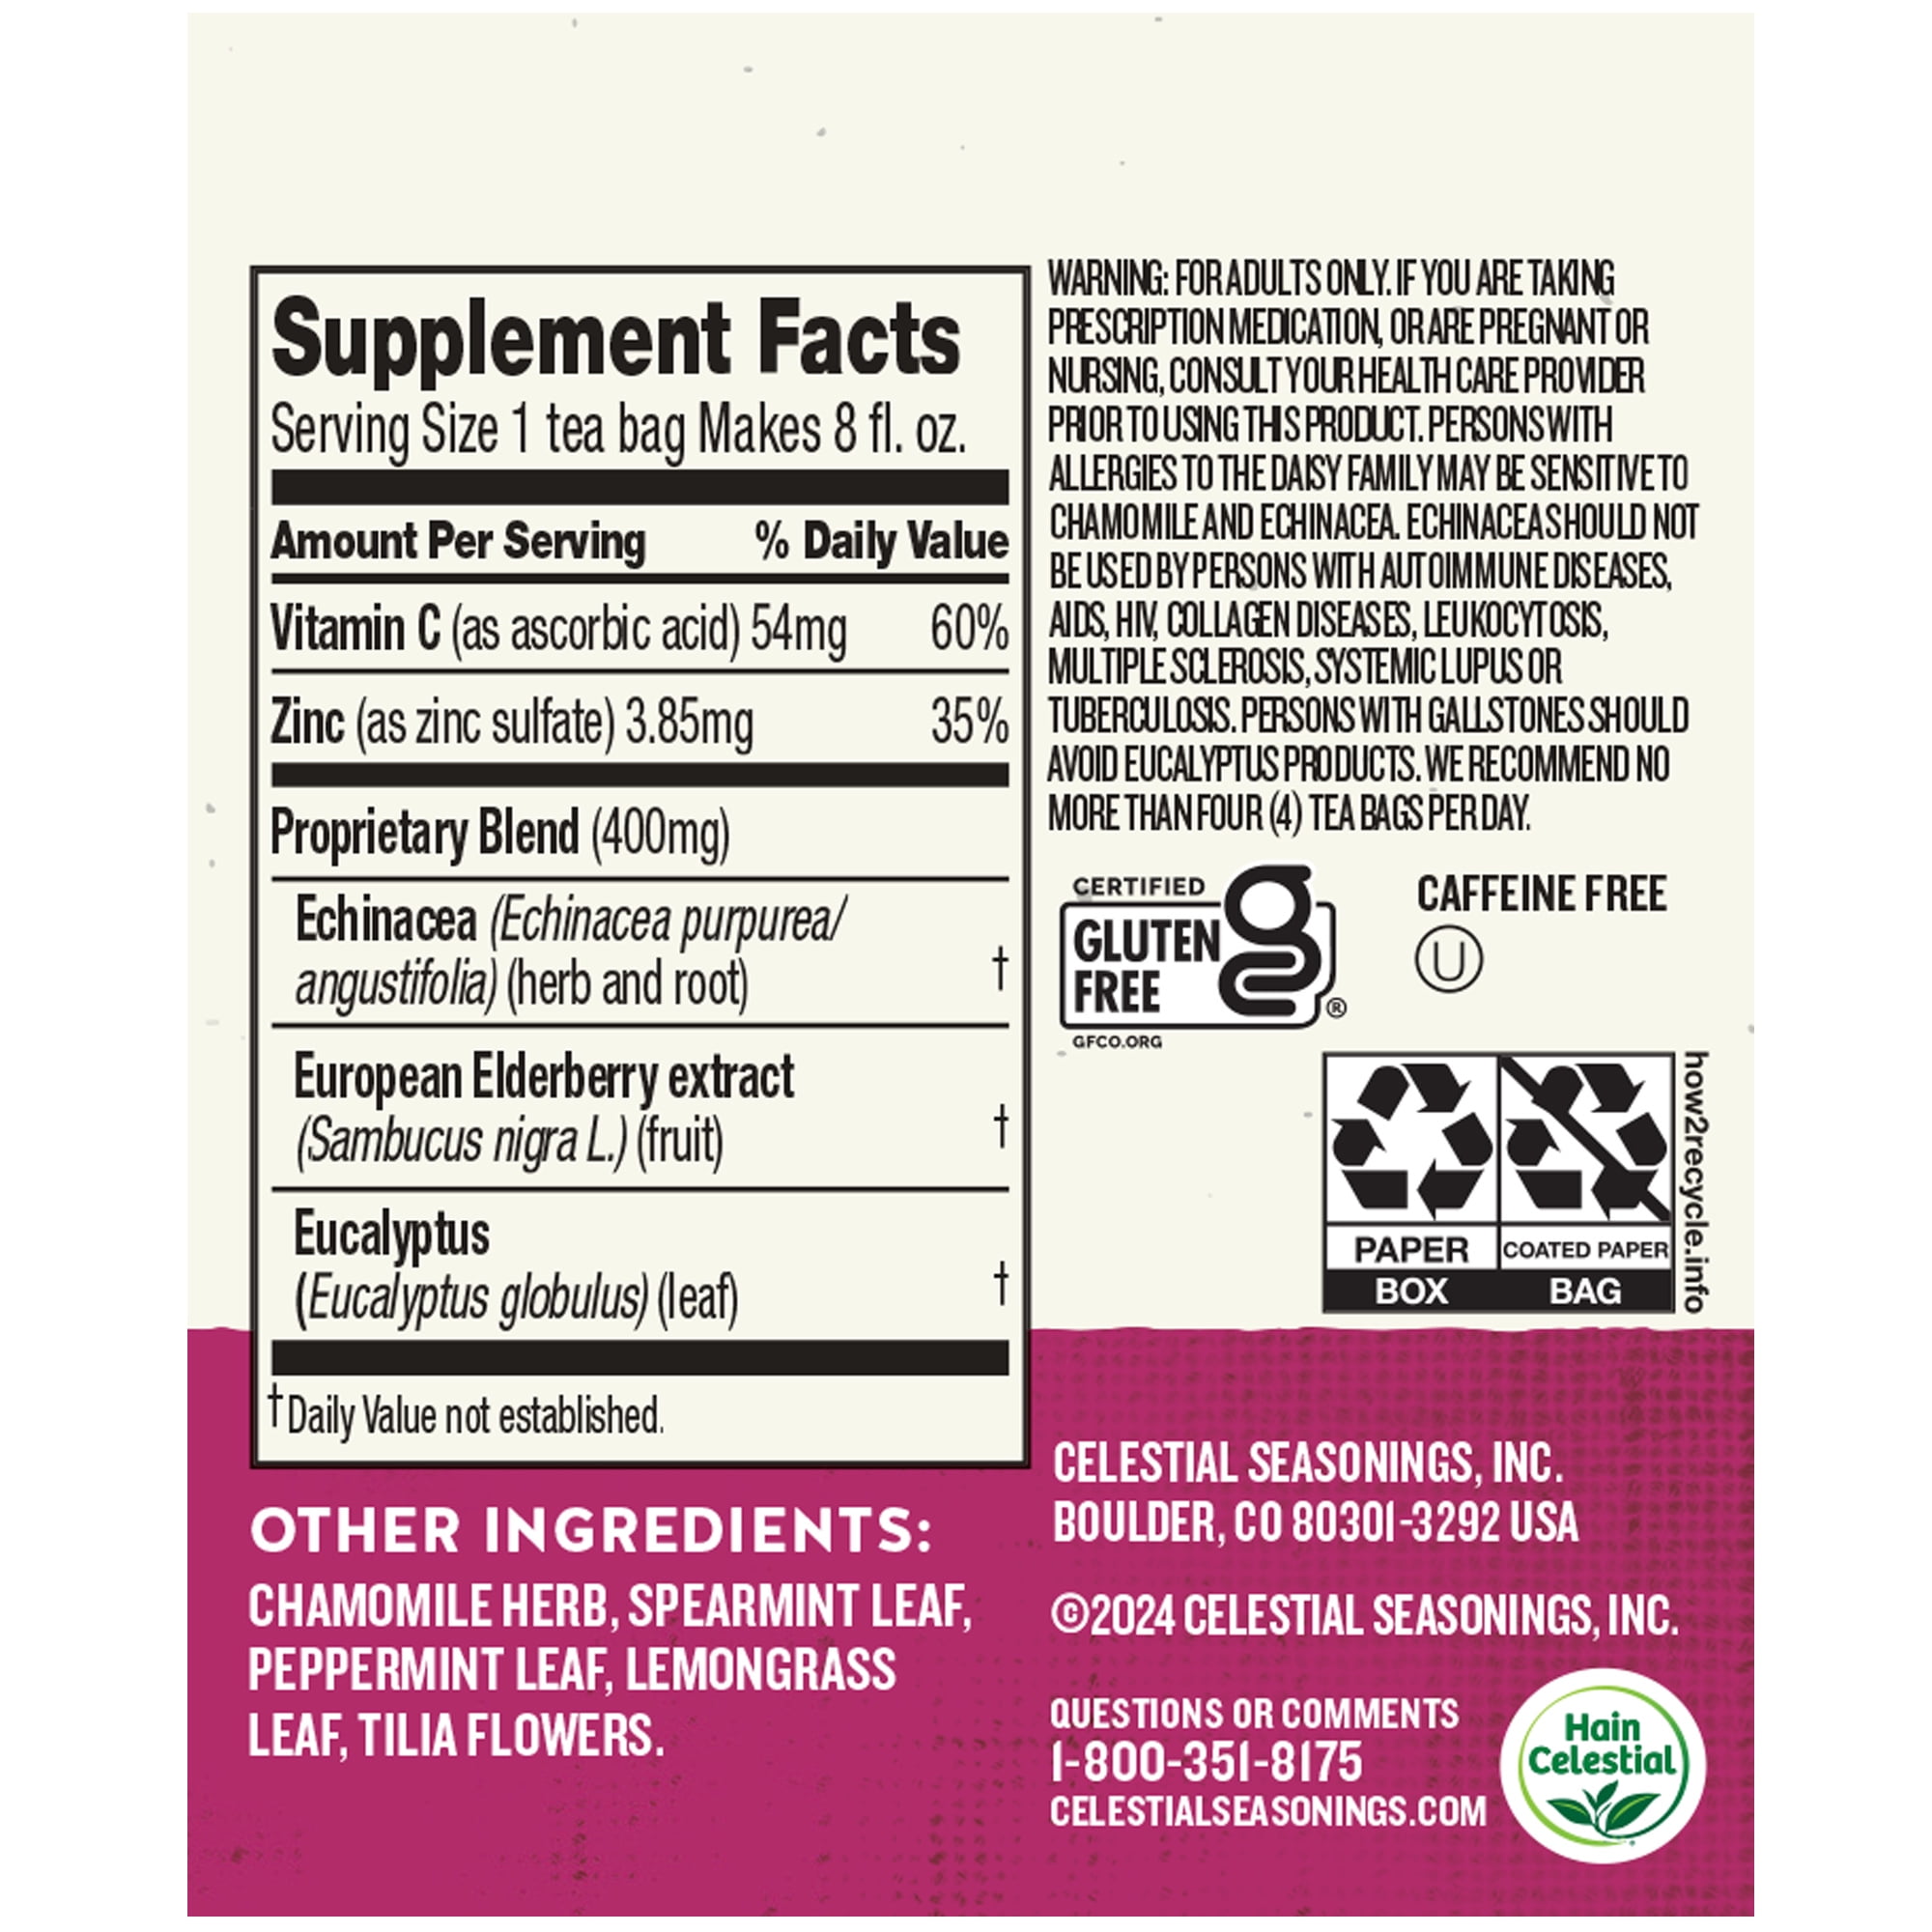 Supplement Facts
Serving Size 1 tea bag Makes 8 fl. oz.
Amount Per Serving % Daily Value
Vitamin C (as ascorbic acid) 54mg 60%
Zinc (as zinc sulfate) 3.85mg 35%
Proprietary Blend (400mg)
Echinacea (Echinacea purpurea/
angustifolia) (herb and root) †
European Elderberry extract
(Sambucus nigra L.) (fruit) †
Eucalyptus
(Eucalyptus globulus) (leaf) †
†Daily Value not established.
OTHER INGREDIENTS:
CHAMOMILE HERB, SPEARMINT LEAF,
PEPPERMINT LEAF, LEMONGRASS
LEAF, TILIA FLOWERS.
WARNING: FOR ADULTS ONLY. IF YOU ARE TAKING
PRESCRIPTION MEDICATION, OR ARE PREGNANT OR
NURSING, CONSULT YOUR HEALTH CARE PROVIDER
PRIOR TO USING THIS PRODUCT. PERSONS WITH
ALLERGIES TO THE DAISY FAMILY MAY BE SENSITIVE TO
CHAMOMILE AND ECHINACEA. ECHINACEA SHOULD NOT
BE USED BY PERSONS WITH AUTOIMMUNE DISEASES,
AIDS, HIV, COLLAGEN DISEASES, LEUKOCYTOSIS,
MULTIPLE SCLEROSIS, SYSTEMIC LUPUS OR
TUBERCULOSIS. PERSONS WITH GALLSTONES SHOULD
AVOID EUCALYPTUS PRODUCTS. WE RECOMMEND NO
MORE THAN FOUR (4) TEA BAGS PER DAY.
CERTIFIED
GLUTEN
FREE
g
®
GFCO.ORG
CAFFEINE FREE
U
PAPER
BOX
COATED PAPER
BAG
how2recycle.info
CELESTIAL SEASONINGS, INC.
BOULDER, CO 80301-3292 USA
©2024 CELESTIAL SEASONINGS, INC.
QUESTIONS OR COMMENTS
1-800-351-8175
CELESTIALSEASONINGS.COM
Hain
Celestial